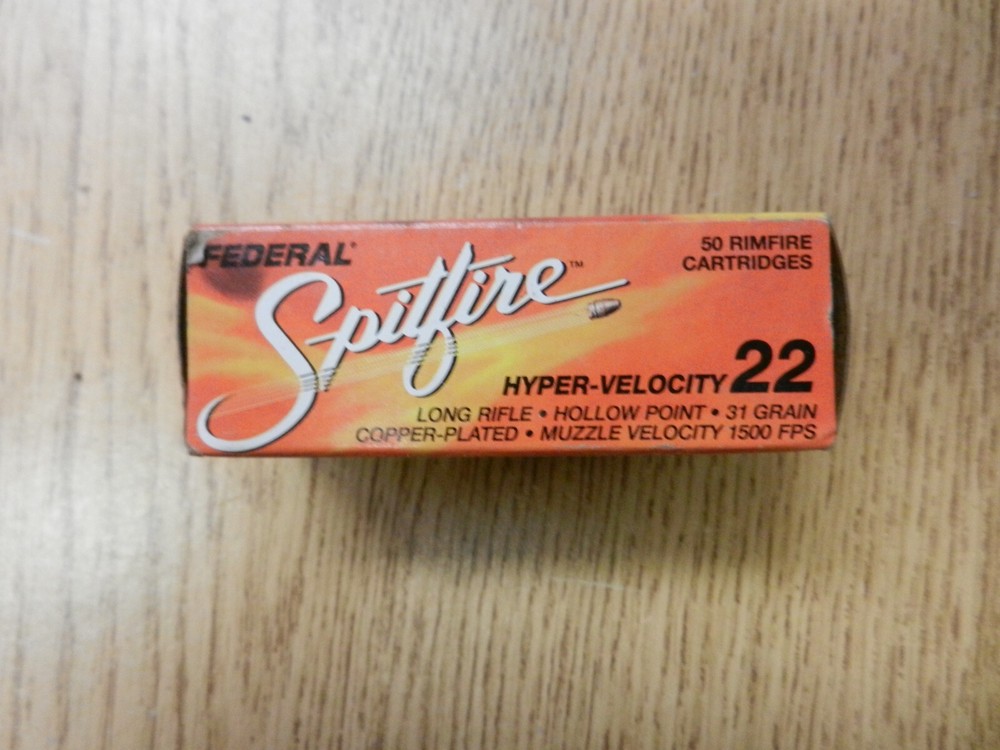 FEDERAL®
Spitfire™
50 RIMFIRE
CARTRIDGES
HYPER-VELOCITY 22
LONG RIFLE • HOLLOW POINT • 31 GRAIN
COPPER-PLATED • MUZZLE VELOCITY 1500 FPS